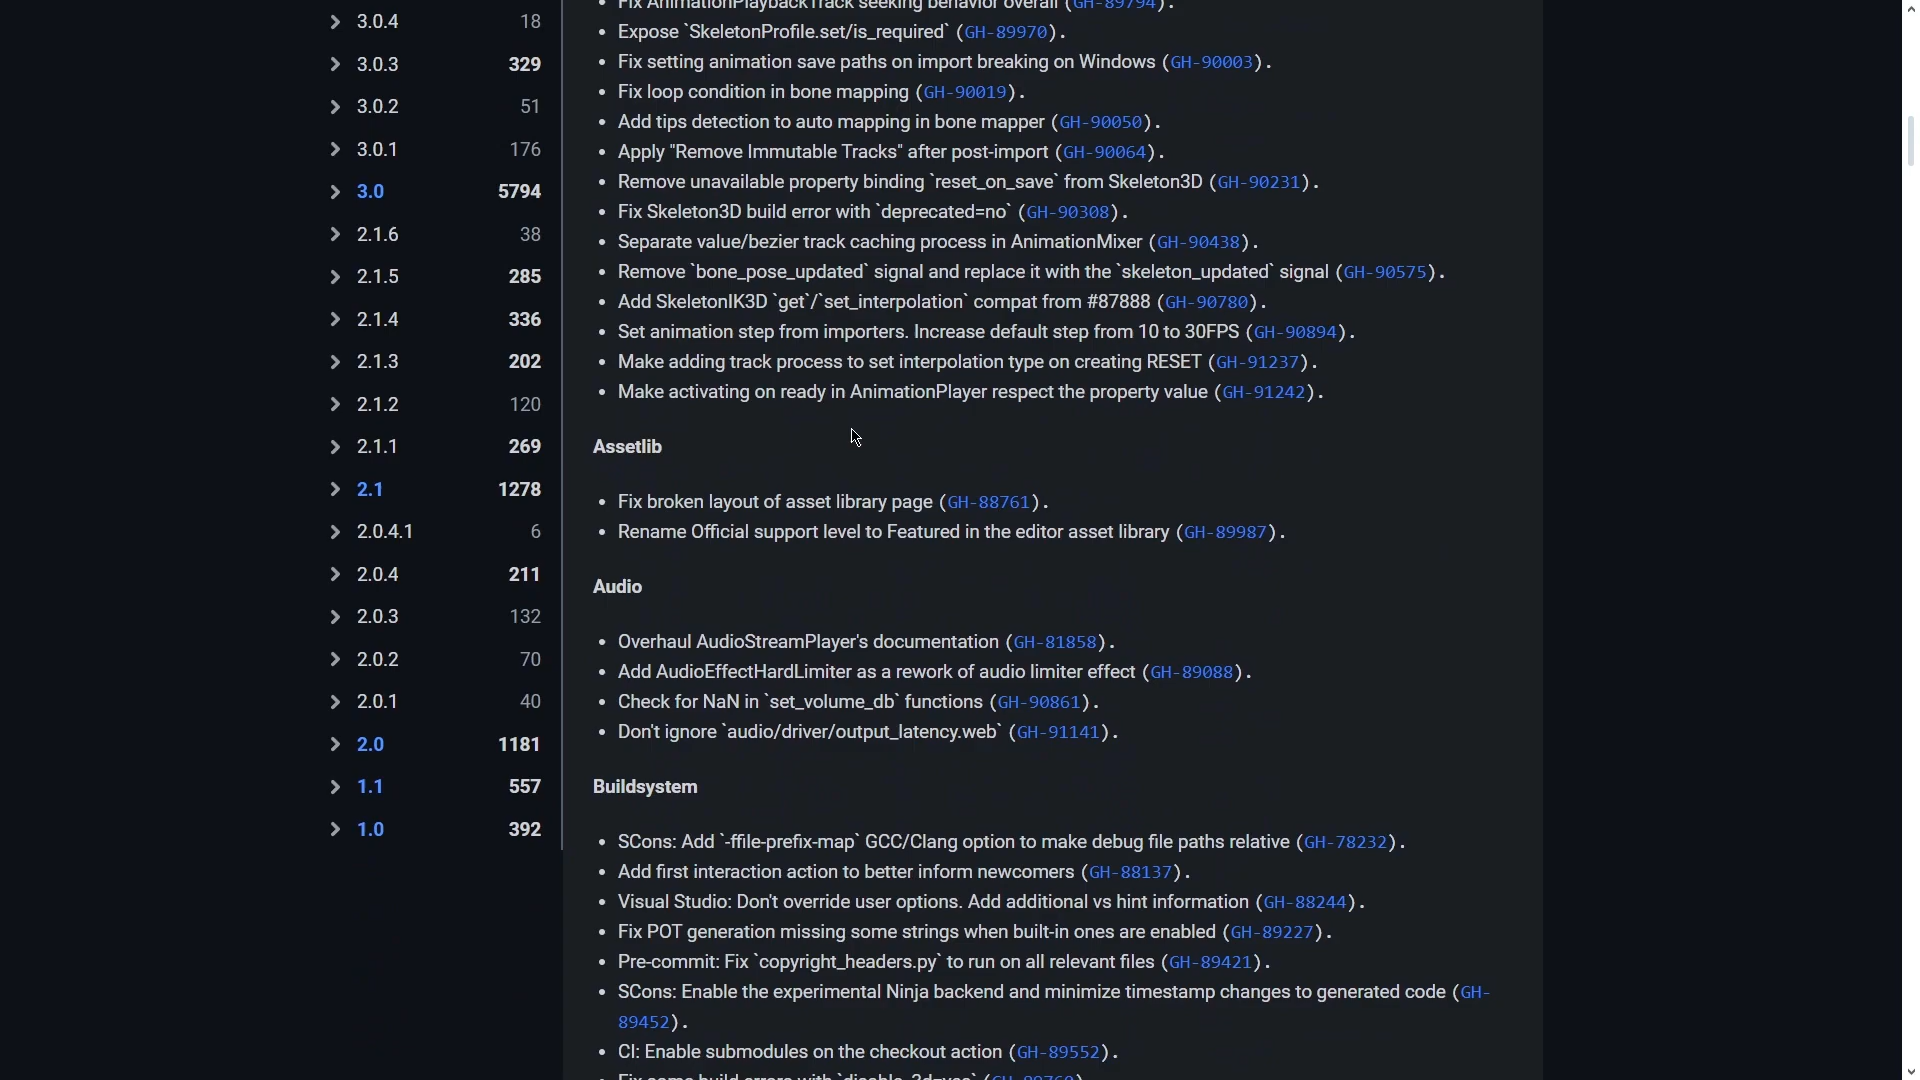 3.0.4 18
3.0.3 329
3.0.2 51
3.0.1 176
3.0 5794
2.1.6 38
2.1.5 285
2.1.4 336
2.1.3 202
2.1.2 120
2.1.1 269
2.1 1278
2.0.4.1 6
2.0.4 211
2.0.3 132
2.0.2 70
2.0.1 40
2.0 1181
1.1 557
1.0 392
• Fix AnimationPlaybackTrack seeking behavior overall (GH-89794).
• Expose `SkeletonProfile.set/is_required` (GH-89970).
• Fix setting animation save paths on import breaking on Windows (GH-90003).
• Fix loop condition in bone mapping (GH-90019).
• Add tips detection to auto mapping in bone mapper (GH-90050).
• Apply "Remove Immutable Tracks" after post-import (GH-90064).
• Remove unavailable property binding `reset_on_save` from Skeleton3D (GH-90231).
• Fix Skeleton3D build error with `deprecated=no` (GH-90308).
• Separate value/bezier track caching process in AnimationMixer (GH-90438).
• Remove `bone_pose_updated` signal and replace it with the `skeleton_updated` signal (GH-90575).
• Add SkeletonIK3D `get`/`set_interpolation` compat from #87888 (GH-90780).
• Set animation step from importers. Increase default step from 10 to 30FPS (GH-90894).
• Make adding track process to set interpolation type on creating RESET (GH-91237).
• Make activating on ready in AnimationPlayer respect the property value (GH-91242).
Assetlib
• Fix broken layout of asset library page (GH-88761).
• Rename Official support level to Featured in the editor asset library (GH-89987).
Audio
• Overhaul AudioStreamPlayer's documentation (GH-81858).
• Add AudioEffectHardLimiter as a rework of audio limiter effect (GH-89088).
• Check for NaN in `set_volume_db` functions (GH-90861).
• Don't ignore `audio/driver/output_latency.web` (GH-91141).
Buildsystem
• SCons: Add `-ffile-prefix-map` GCC/Clang option to make debug file paths relative (GH-78232).
• Add first interaction action to better inform newcomers (GH-88137).
• Visual Studio: Don't override user options. Add additional vs hint information (GH-88244).
• Fix POT generation missing some strings when built-in ones are enabled (GH-89227).
• Pre-commit: Fix `copyright_headers.py` to run on all relevant files (GH-89421).
• SCons: Enable the experimental Ninja backend and minimize timestamp changes to generated code (GH-
89452).
• CI: Enable submodules on the checkout action (GH-89552).
• Fix some build errors with `disable_3d=yes`